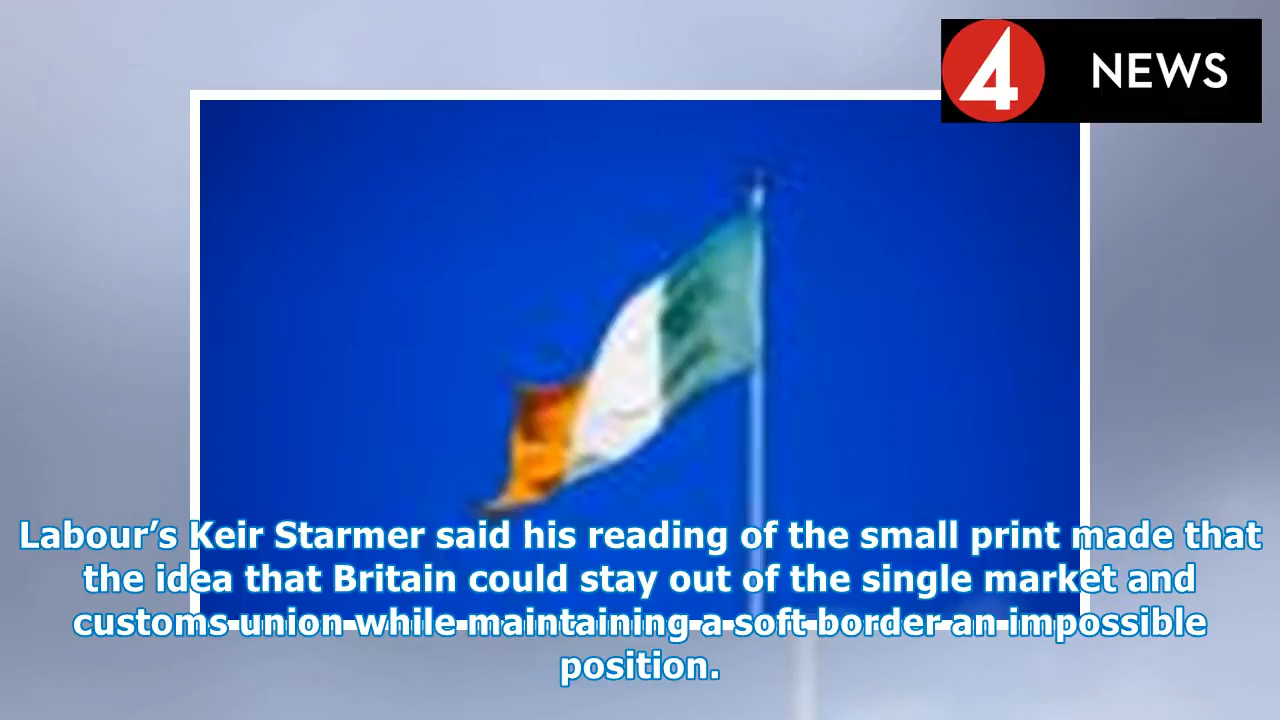 4 NEWS
Labour’s Keir Starmer said his reading of the small print made that
the idea that Britain could stay out of the single market and
customs union while maintaining a soft border an impossible
position.